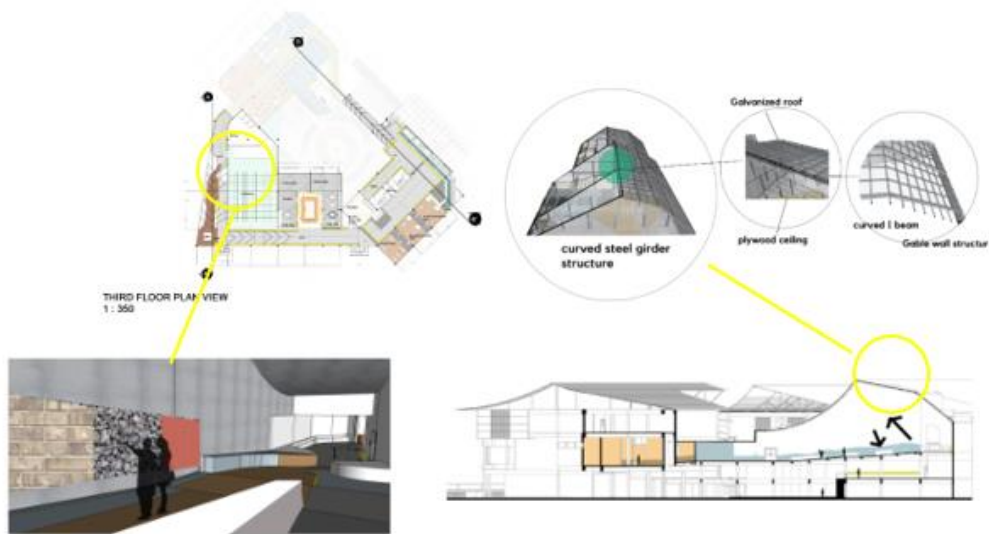 THIRD FLOOR PLAN VIEW
1 : 350
curved steel girder
structure
Galvanized roof
plywood ceiling
curved I beam
Gable wall structur